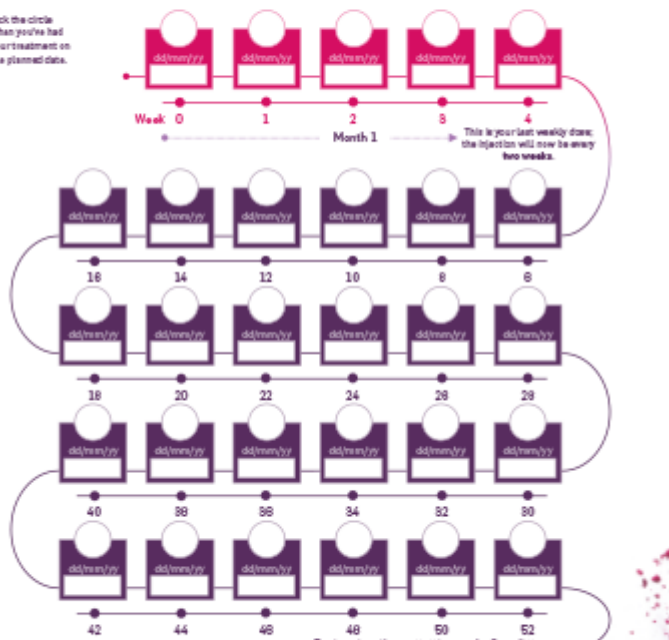 ck the circle
han you've had
ur treatment on
e planned date.
dd/mm/yy dd/mm/yy dd/mm/yy dd/mm/yy dd/mm/yy
Week 0 1 2 3 4
Month 1
This is your last weekly dose;
the injection will now be every
two weeks.
dd/mm/yy dd/mm/yy dd/mm/yy dd/mm/yy dd/mm/yy dd/mm/yy
16 14 12 10 8 6
dd/mm/yy dd/mm/yy dd/mm/yy dd/mm/yy dd/mm/yy dd/mm/yy
18 20 22 24 26 28
dd/mm/yy dd/mm/yy dd/mm/yy dd/mm/yy dd/mm/yy dd/mm/yy
40 38 36 34 32 30
dd/mm/yy dd/mm/yy dd/mm/yy dd/mm/yy dd/mm/yy dd/mm/yy
42 44 46 48 50 52